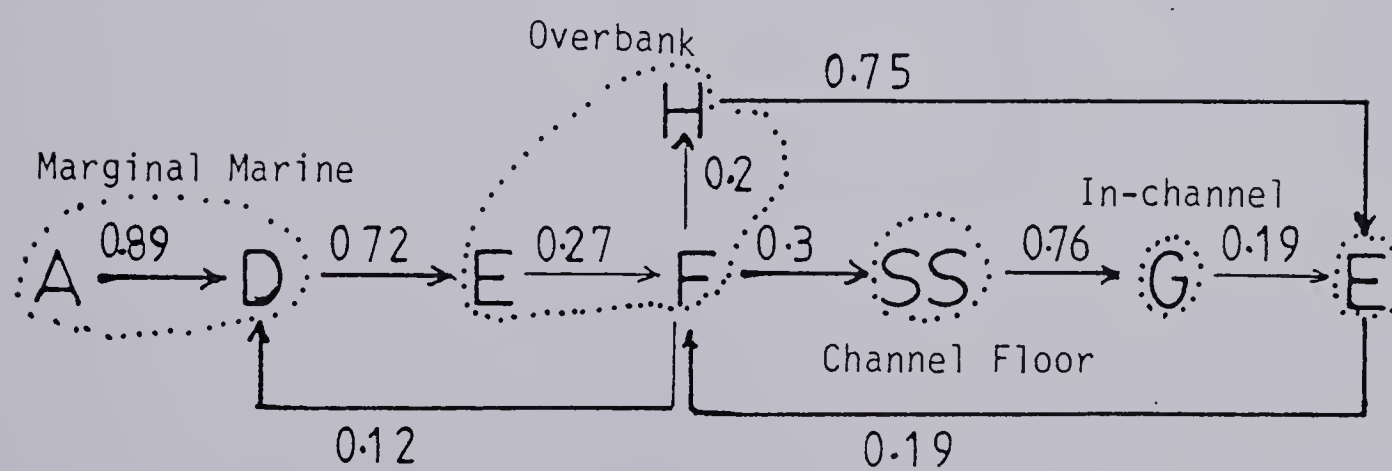 Overbank
0.75
H
Marginal Marine
0.2
In-channel
A 0.89 D 0.72 E 0.27 F 0.3 SS 0.76 G 0.19 E
Channel Floor
0.12
0.19